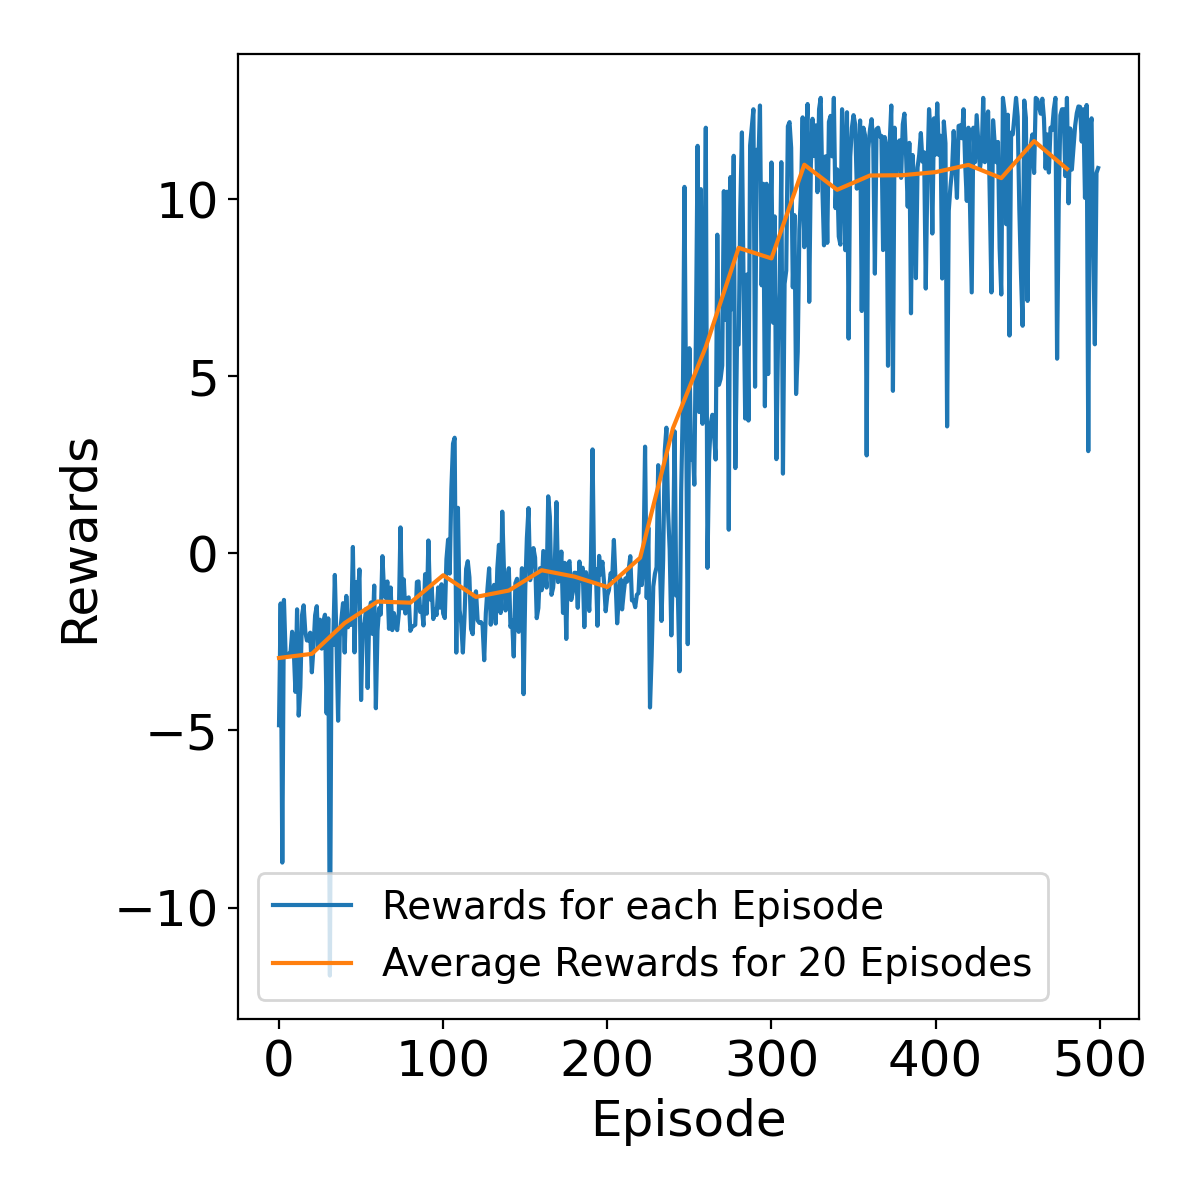 10
5
0
−5
−10
Rewards
Rewards for each Episode
Average Rewards for 20 Episodes
0 100 200 300 400 500
Episode